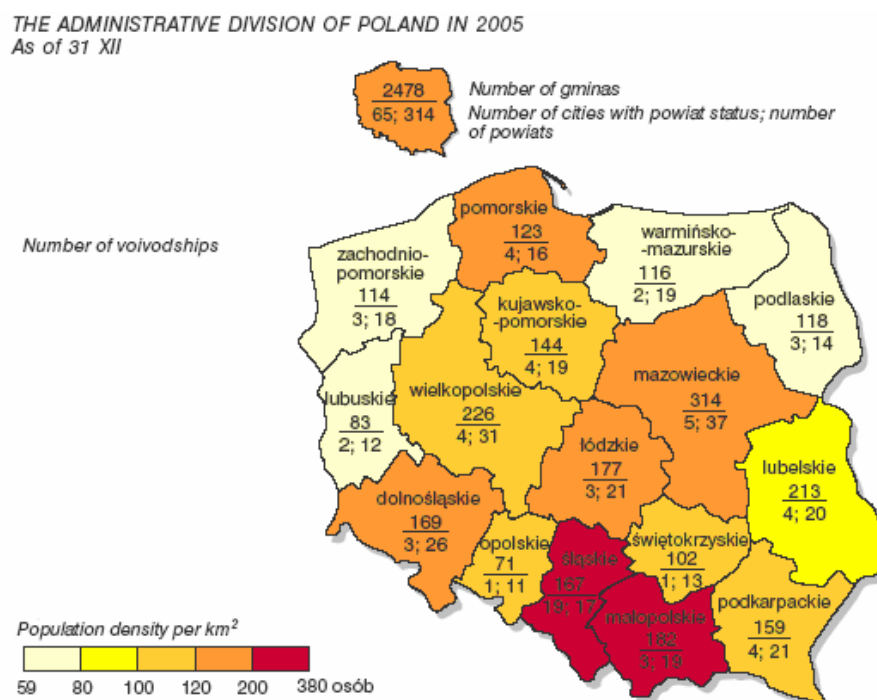 THE ADMINISTRATIVE DIVISION OF POLAND IN 2005
As of 31 XII
2478
65; 314
Number of gminas
Number of cities with powiat status; number
of powiats
Number of voivodships
pomorskie
123
4; 16
warmińsko-
-mazurskie
116
2; 19
zachodnio-
pomorskie
114
3; 18
podlaskie
118
3; 14
kujawsko-
-pomorskie
144
4; 19
mazowieckie
314
5; 37
wielkopolskie
226
4; 31
lubuskie
83
2; 12
łódzkie
177
3; 21
lubelskie
213
4; 20
dolnośląskie
169
3; 26
opolskie
71
1; 11
śląskie
167
19; 17
świętokrzyskie
102
1; 13
małopolskie
182
3; 19
podkarpackie
159
4; 21
Population density per km²
59 80 100 120 200 380 osób